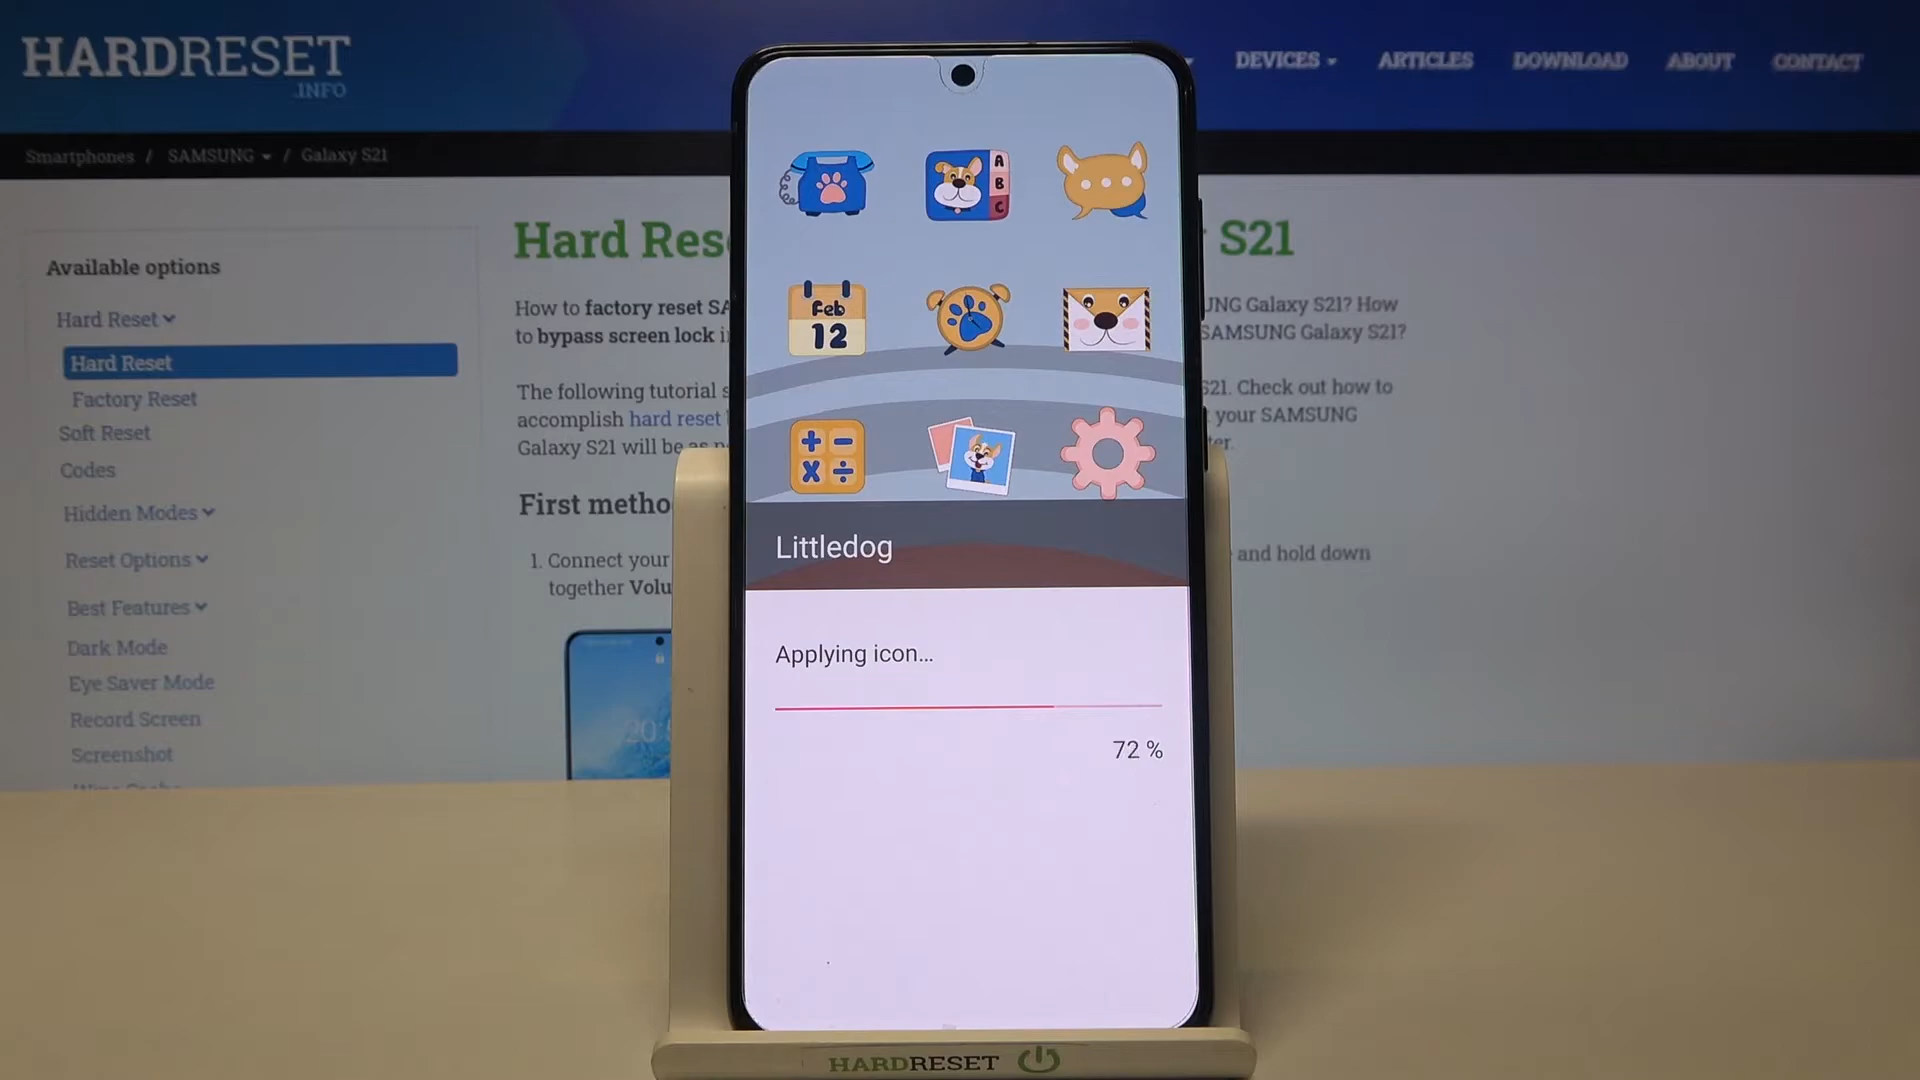 HARDRESET
.INFO
DEVICES
ARTICLES
DOWNLOAD
ABOUT
CONTACT
Smartphones / SAMSUNG / Galaxy S21
Available options
Hard Reset
Hard Reset
Factory Reset
Soft Reset
Codes
Hidden Modes
Reset Options
Best Features
Dark Mode
Eye Saver Mode
Record Screen
Screenshot
Hard Res
S21
How to factory reset SA
to bypass screen lock i
The following tutorial s
accomplish hard reset
Galaxy S21 will be as
First metho
1. Connect your
together Volu
NG Galaxy S21? How
SAMSUNG Galaxy S21?
S21. Check out how to
your SAMSUNG
ter.
and hold down
A
B
C
Feb
12
+ -
x ÷
Littledog
Applying icon...
72 %
HARDRESET